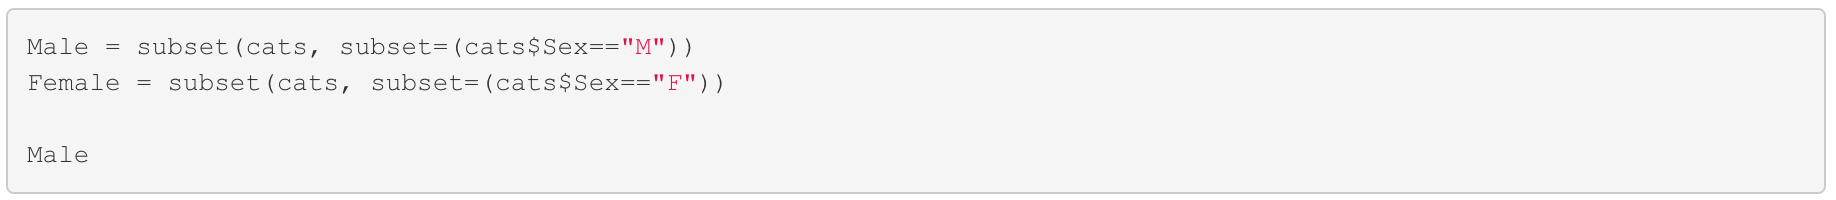 Male = subset(cats, subset=(cats$Sex=="M"))
Female = subset(cats, subset=(cats$Sex=="F"))
Male